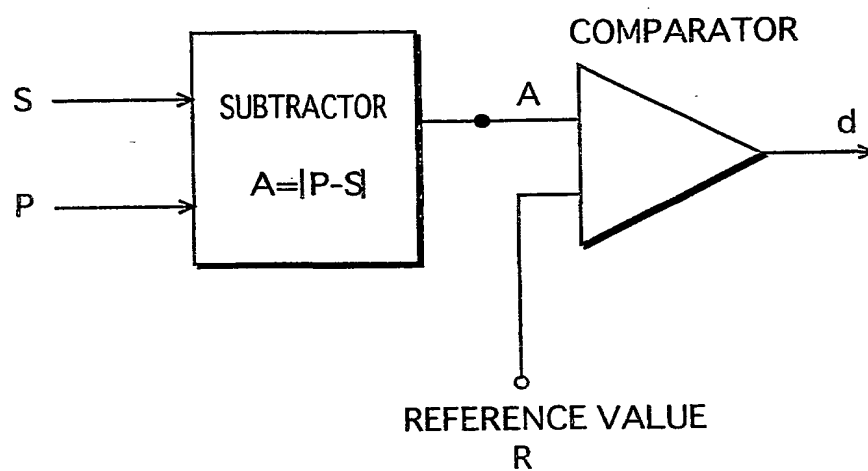 COMPARATOR
S
SUBTRACTOR
A
d
P
A=|P-S|
REFERENCE VALUE
R